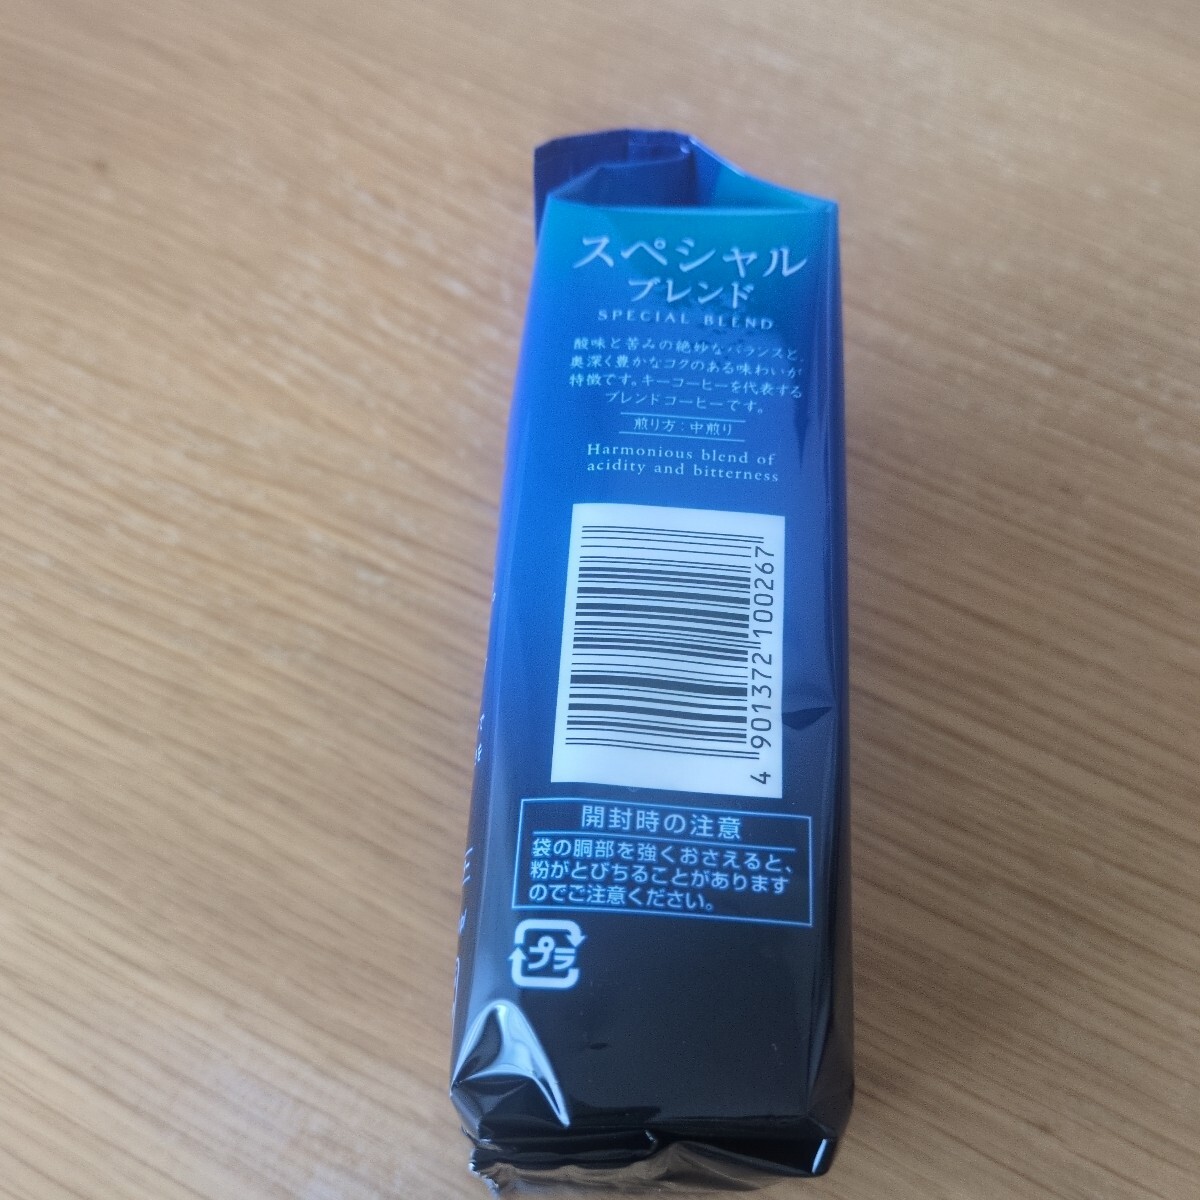 スペシャル
ブレンド
SPECIAL BLEND
酸味と苦みの絶妙なバランスと、
奥深く豊かなコクのある味わいが
特徴です。キーコーヒーを代表する
ブレンドコーヒーです。
煎り方：中煎り
Harmonious blend of
acidity and bitterness
4 901372 100267
開封時の注意
袋の胴部を強くおさえると、
粉がとびちることがあります
のでご注意ください。
プラ